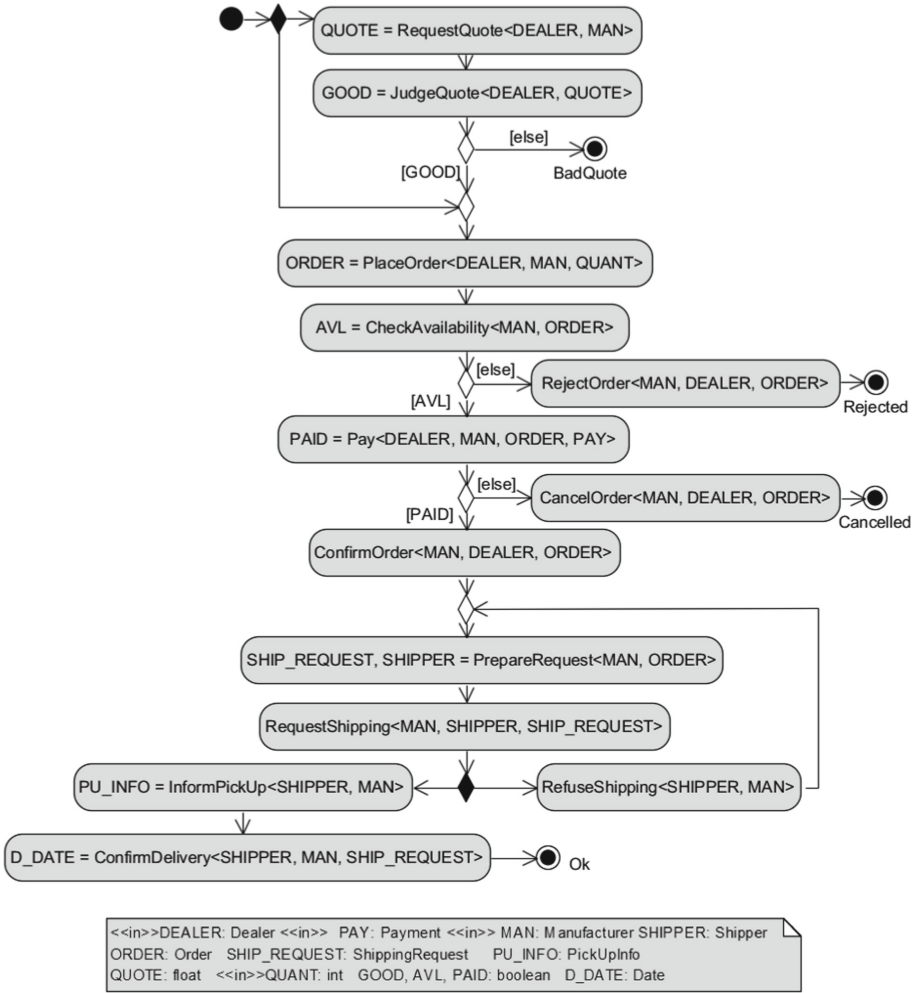 QUOTE = RequestQuote<DEALER, MAN>
GOOD = JudgeQuote<DEALER, QUOTE>
[else]
BadQuote
[GOOD]
ORDER = PlaceOrder<DEALER, MAN, QUANT>
AVL = CheckAvailability<MAN, ORDER>
[else]
RejectOrder<MAN, DEALER, ORDER>
Rejected
[AVL]
PAID = Pay<DEALER, MAN, ORDER, PAY>
[else]
CancelOrder<MAN, DEALER, ORDER>
Cancelled
[PAID]
ConfirmOrder<MAN, DEALER, ORDER>
SHIP_REQUEST, SHIPPER = PrepareRequest<MAN, ORDER>
RequestShipping<MAN, SHIPPER, SHIP_REQUEST>
PU_INFO = InformPickUp<SHIPPER, MAN>
RefuseShipping<SHIPPER, MAN>
D_DATE = ConfirmDelivery<SHIPPER, MAN, SHIP_REQUEST>
Ok
<<in>>DEALER: Dealer <<in>> PAY: Payment <<in>> MAN: Manufacturer SHIPPER: Shipper
ORDER: Order SHIP_REQUEST: ShippingRequest PU_INFO: PickUpInfo
QUOTE: float <<in>>QUANT: int GOOD, AVL, PAID: boolean D_DATE: Date